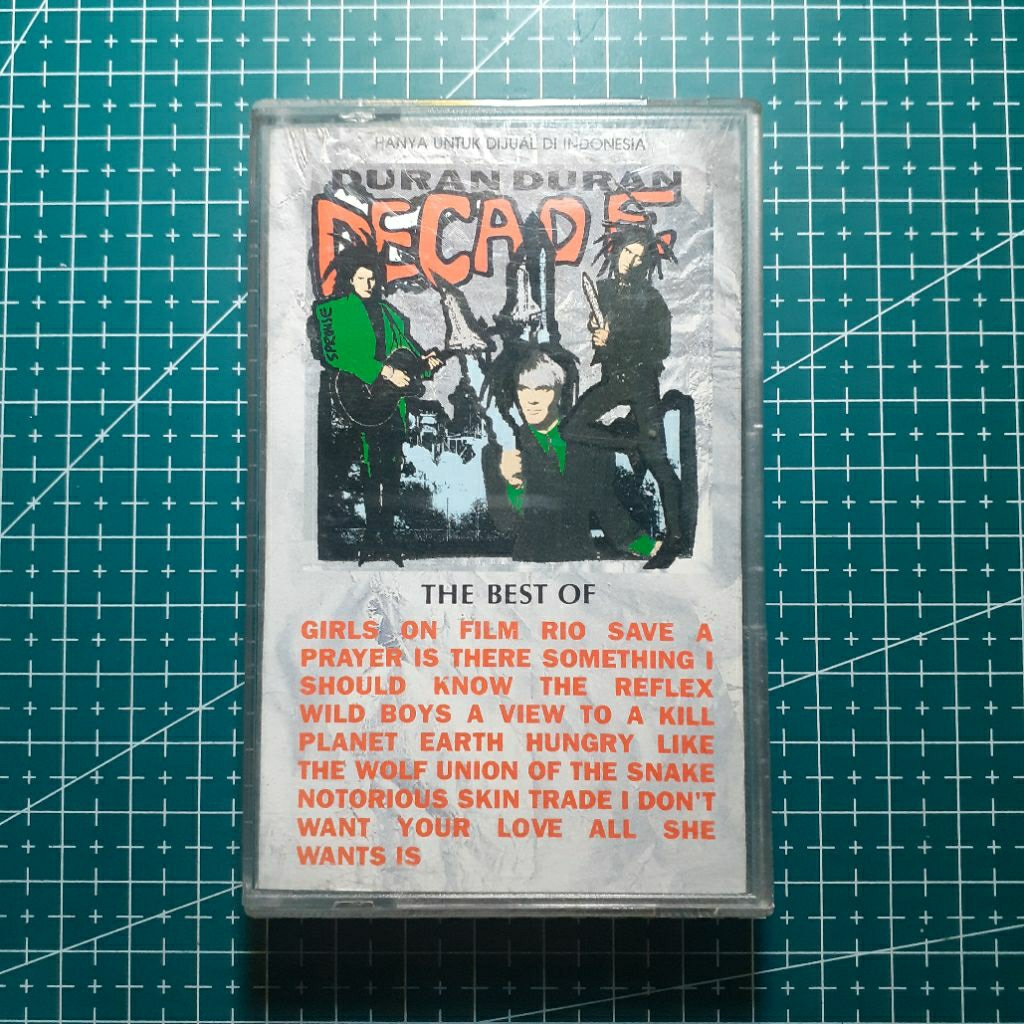 HANYA UNTUK DIJUAL DI INDONESIA
DURAN DURAN
DECADE
SPROUSE
THE BEST OF
GIRLS ON FILM RIO SAVE A
PRAYER IS THERE SOMETHING I
SHOULD KNOW THE REFLEX
WILD BOYS A VIEW TO A KILL
PLANET EARTH HUNGRY LIKE
THE WOLF UNION OF THE SNAKE
NOTORIOUS SKIN TRADE I DON'T
WANT YOUR LOVE ALL SHE
WANTS IS